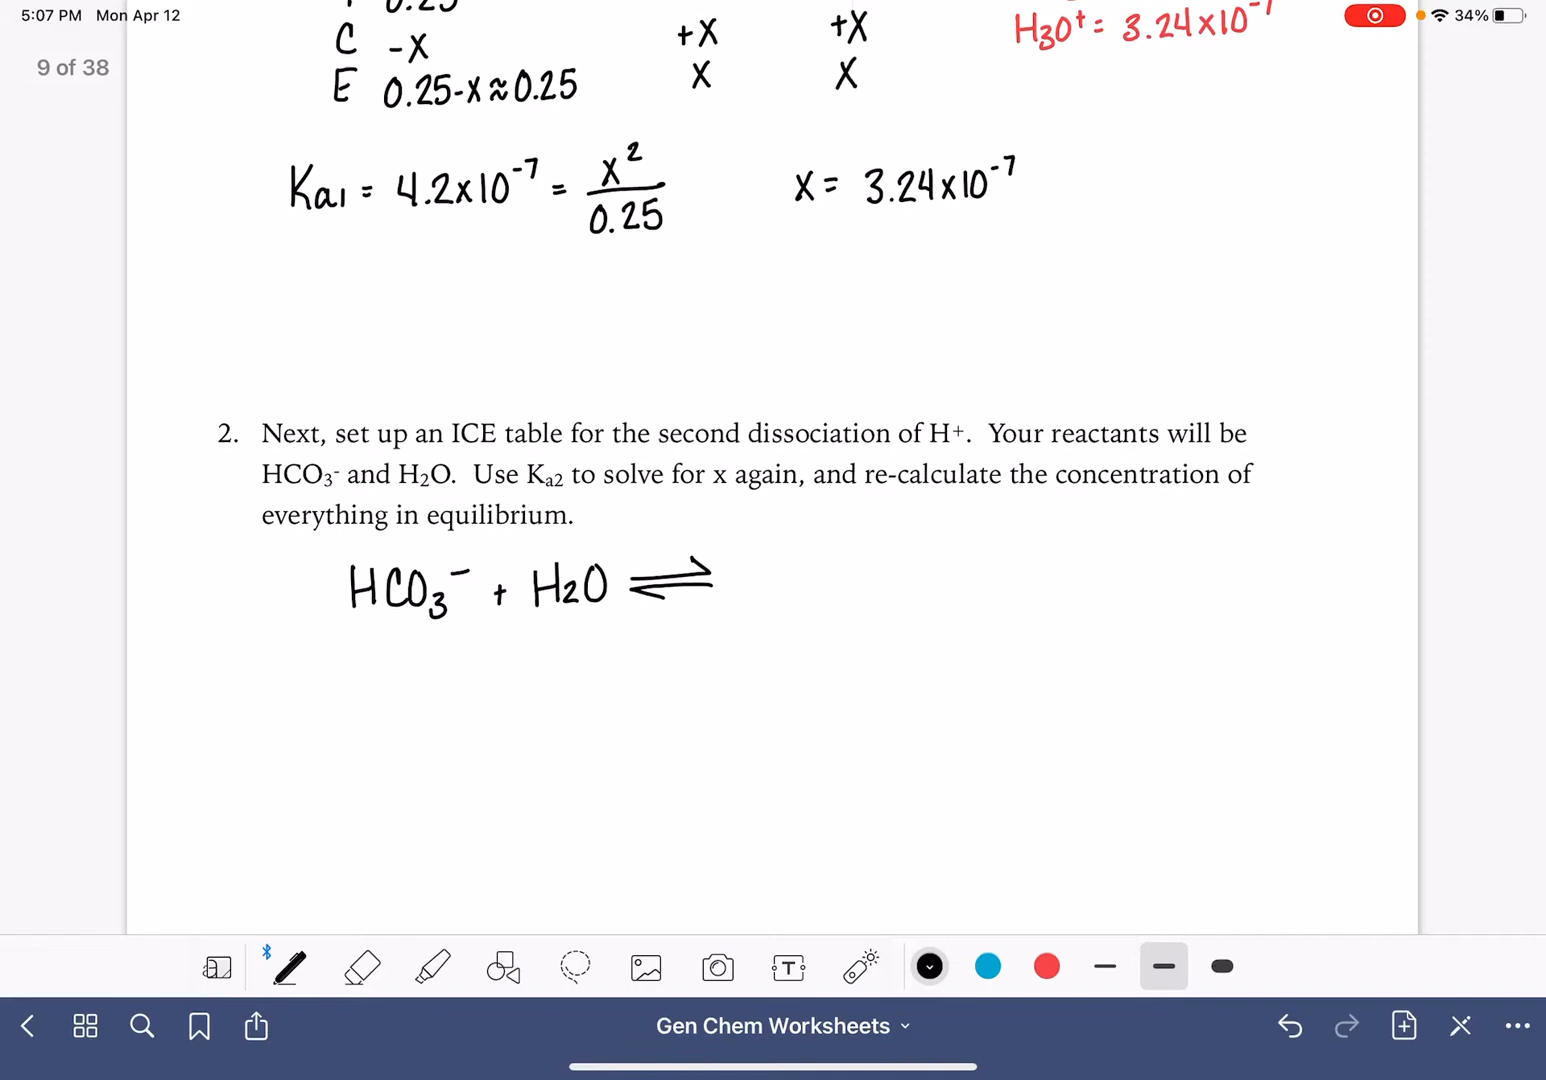 5:07 PM Mon Apr 12
34%
9 of 38
0.25
C -X +X +X
H3O+ = 3.24x10-7
E 0.25-X≈0.25 X X
Ka1 = 4.2x10-7 = x2/0.25 x = 3.24x10-7
2. Next, set up an ICE table for the second dissociation of H+. Your reactants will be
HCO3- and H2O. Use Ka2 to solve for x again, and re-calculate the concentration of
everything in equilibrium.
HCO3- + H2O ⇌
Gen Chem Worksheets